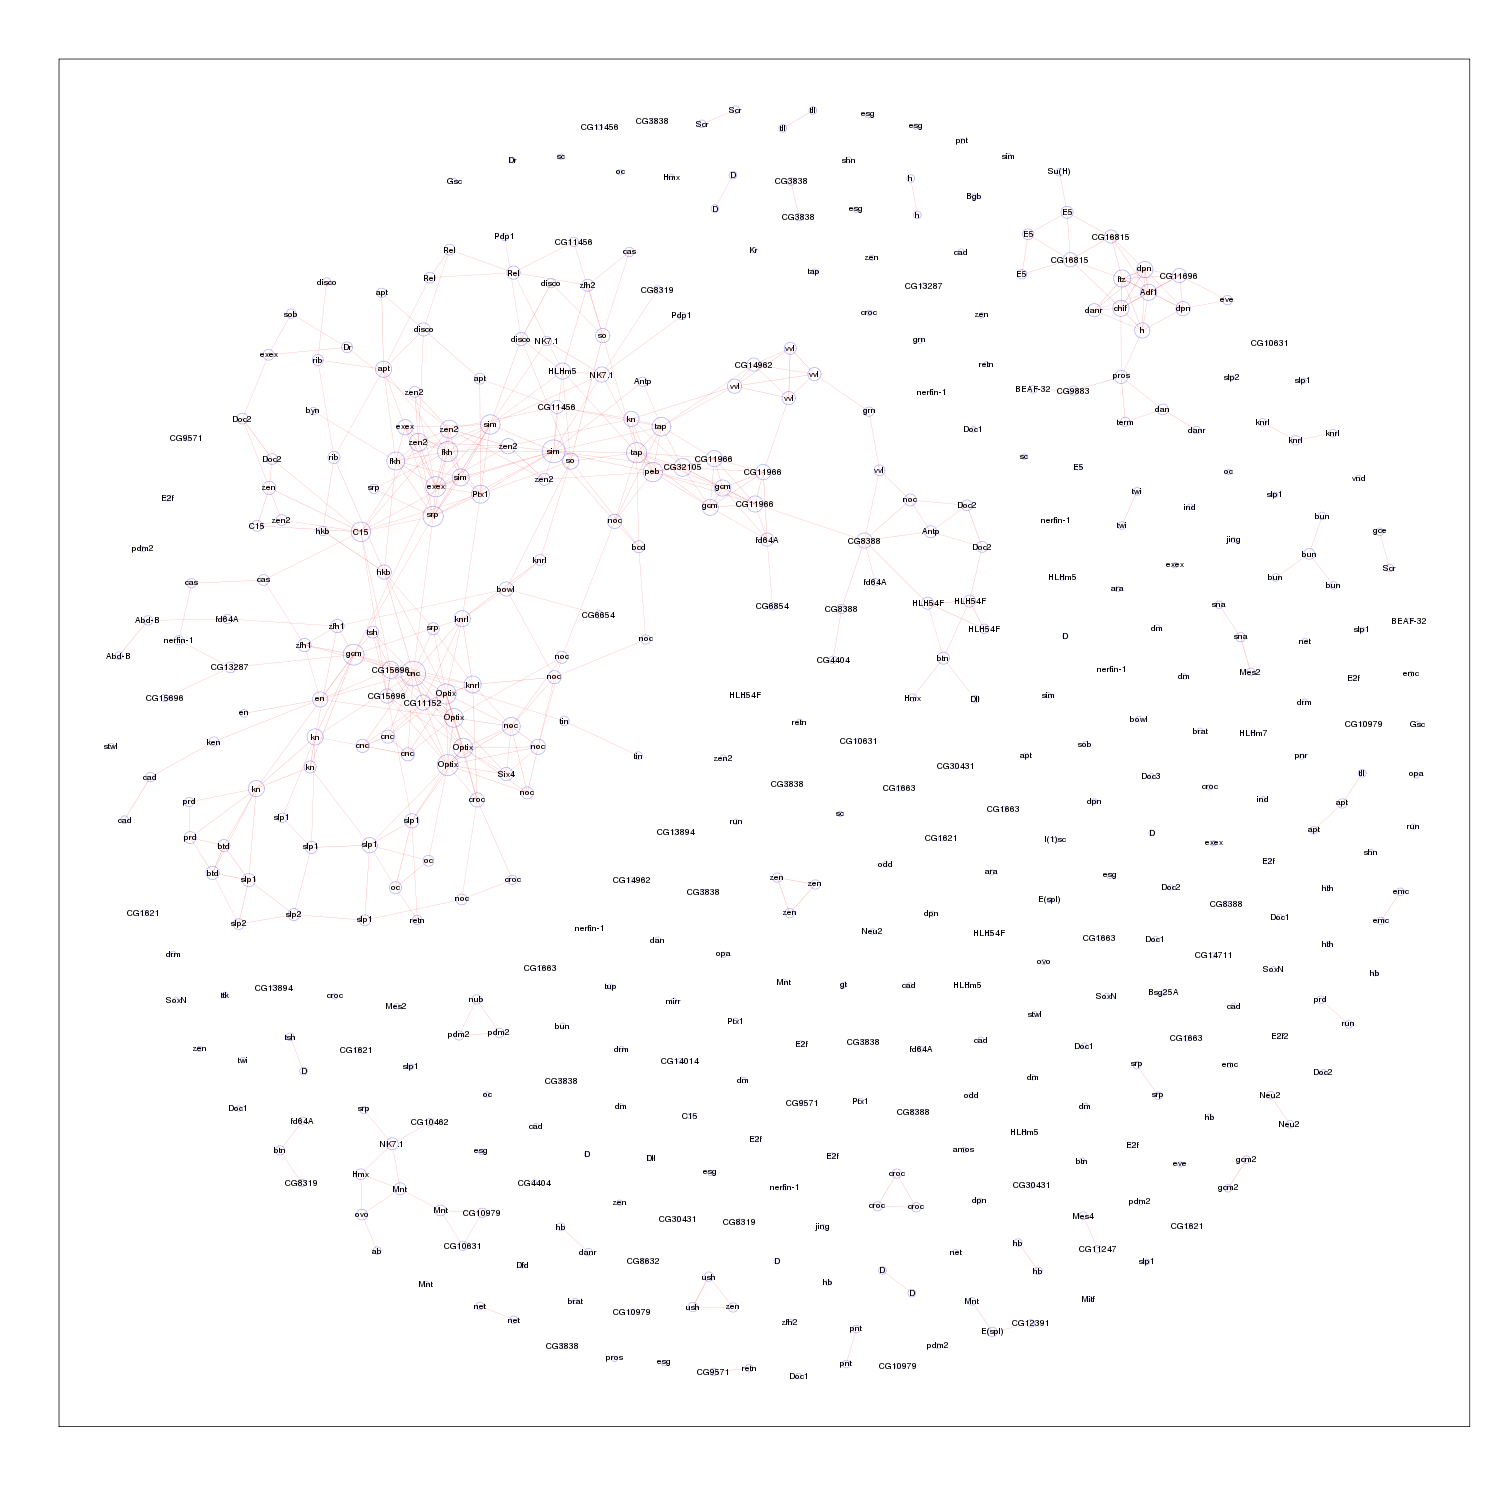 Scr
tll
esg
CG3838
Scr
CG11456
tll
esg
pnt
sc
sim
Dr
shn
oc
Su(H)
Gsc
Hmx
D
CG3838
h
Bgb
D
CG3838
esg
h
E5
Pdp1
CG11456
E5
CG16815
Rel
cas
Kr
zen
cad
CG16815
Rel
Rel
disco
zfh2
tap
E5
ftz
dpn
CG11696
disco
apt
CG8319
CG13287
Adf1
eve
sob
disco
Pdp1
croc
zen
danr
chif
dpn
h
exex
Dr
rib
disco
NK7.1
so
vvl
grn
CG10631
apt
apt
HLHm5
NK7.1
Antp
CG14962
vvl
vvl
retn
pros
slp2
slp1
zen2
CG11456
vvl
nerfin-1
BEAF-32
CG9883
byn
Doc2
exex
zen2
sim
kn
tap
grn
term
dan
danr
knrl
knrl
knrl
CG9571
zen2
fkh
zen2
sim
tap
Doc1
Doc2
rib
fkh
so
peb
CG32105
CG11966
CG11966
vvl
sc
E5
oc
vnd
zen
srp
exex
sim
Ptx1
zen2
gcm
gcm
CG11966
noc
Doc2
twi
slp1
E2f
C15
zen2
hkb
C15
srp
noc
Antp
nerfin-1
twi
ind
bun
gce
pdm2
bcd
fd64A
CG8388
Doc2
jing
bun
cas
cas
hkb
knrl
bowl
fd64A
HLHm5
exex
bun
bun
Scr
ara
Abd-B
fd64A
zfh1
zfh1
tsh
srp
knrl
CG6654
CG6854
CG8388
HLH54F
HLH54F
HLH54F
sna
BEAF-32
nerfin-1
Abd-B
CG13287
gcm
noc
noc
D
dm
sna
net
slp1
CG15696
CG15696
cnc
knrl
noc
CG4404
btn
nerfin-1
dm
Mes2
E2f
emc
CG15696
en
CG11152
Optix
Optix
HLH54F
Hmx
Dll
sim
drm
en
noc
tin
retn
bowl
brat
HLHm7
CG10979
Gsc
stwl
ken
kn
cnc
cnc
cnc
Optix
Optix
noc
Six4
tin
zen2
CG10631
CG30431
apt
sob
pnr
cad
kn
kn
noc
CG3838
CG1663
Doc3
croc
tll
opa
cad
prd
prd
slp1
slp1
croc
CG13894
run
sc
CG1663
dpn
ind
apt
apt
run
btd
slp1
slp1
oc
CG1621
l(1)sc
D
exex
shn
btd
slp1
oc
croc
CG14962
CG3838
zen
zen
odd
ara
esg
E2f
CG1621
slp2
slp2
slp1
retn
noc
zen
dpn
E(spl)
Doc2
hth
emc
CG8388
Doc1
emc
nerfin-1
dan
Neu2
HLH54F
CG1663
Doc1
hth
drm
CG1663
opa
ovo
CG14711
SoxN
hb
SoxN
ttk
CG13894
croc
Mes2
nub
tup
mirr
Mnt
gt
cad
HLHm5
SoxN
Bsg25A
cad
prd
zen
tsh
pdm2
pdm2
bun
Ptx1
stwl
run
twi
CG1621
slp1
drm
CG14014
E2f
CG3838
fd64A
cad
Doc1
CG1663
E2f2
D
CG3838
dm
dm
srp
emc
Doc2
Doc1
srp
CG10462
oc
dm
C15
CG9571
Ptx1
CG8388
odd
dm
srp
Neu2
fd64A
cad
HLHm5
hb
Neu2
btn
NK7.1
esg
D
Dll
E2f
E2f
amos
btn
E2f
eve
gcm2
CG8319
Hmx
Mnt
CG4404
esg
nerfin-1
croc
croc
croc
CG30431
gcm2
ovo
Mnt
CG10979
zen
CG30431
CG8319
jing
dpn
Mes4
pdm2
CG1621
ab
CG10631
hb
danr
CG8632
D
net
hb
CG11247
slp1
Mnt
Dfd
ush
hb
D
D
hb
net
net
brat
CG10979
ush
zen
zfh2
Mnt
Mitf
CG3838
pros
esg
CG9571
retn
Doc1
pnt
pnt
CG10979
pdm2
E(spl)
CG12391